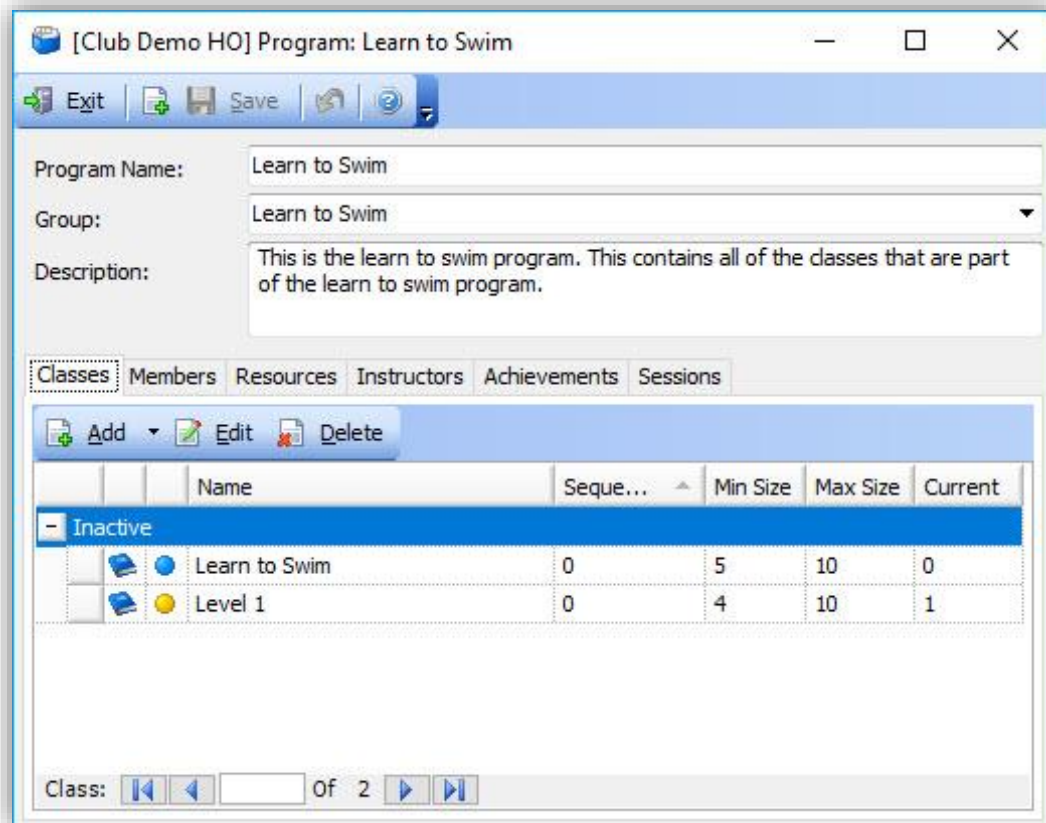 [Club Demo HO] Program: Learn to Swim
Exit Save
Program Name: Learn to Swim
Group: Learn to Swim
Description: This is the learn to swim program. This contains all of the classes that are part
of the learn to swim program.
Classes Members Resources Instructors Achievements Sessions
Add Edit Delete
Name Seque... Min Size Max Size Current
Inactive
Learn to Swim 0 5 10 0
Level 1 0 4 10 1
Class: Of 2